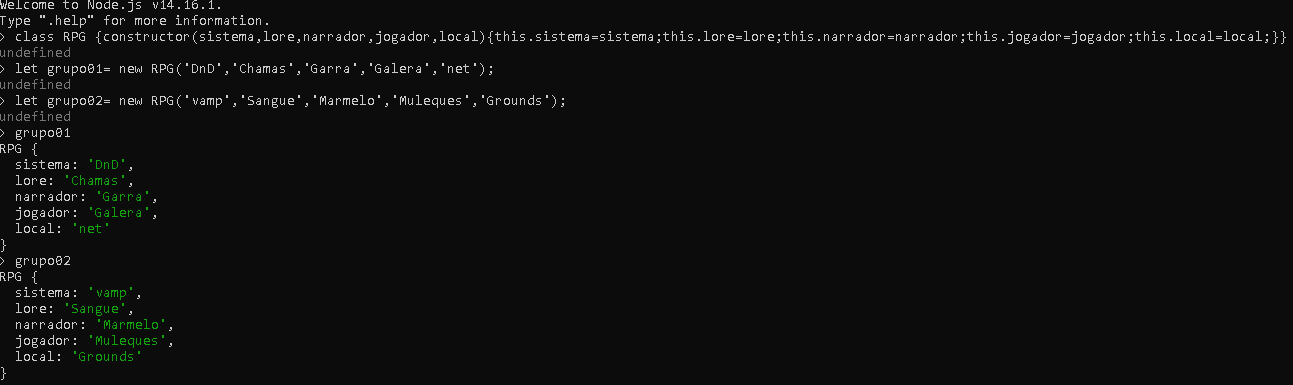 Welcome to Node.js v14.16.1.
Type ".help" for more information.
> class RPG {constructor(sistema,lore,narrador,jogador,local){this.sistema=sistema;this.lore=lore;this.narrador=narrador;this.jogador=jogador;this.local=local;}}
undefined
> let grupo01= new RPG('DnD','Chamas','Garra','Galera','net');
undefined
> let grupo02= new RPG('vamp','Sangue','Marmelo','Muleques','Grounds');
undefined
> grupo01
RPG {
  sistema: 'DnD',
  lore: 'Chamas',
  narrador: 'Garra',
  jogador: 'Galera',
  local: 'net'
}
> grupo02
RPG {
  sistema: 'vamp',
  lore: 'Sangue',
  narrador: 'Marmelo',
  jogador: 'Muleques',
  local: 'Grounds'
}